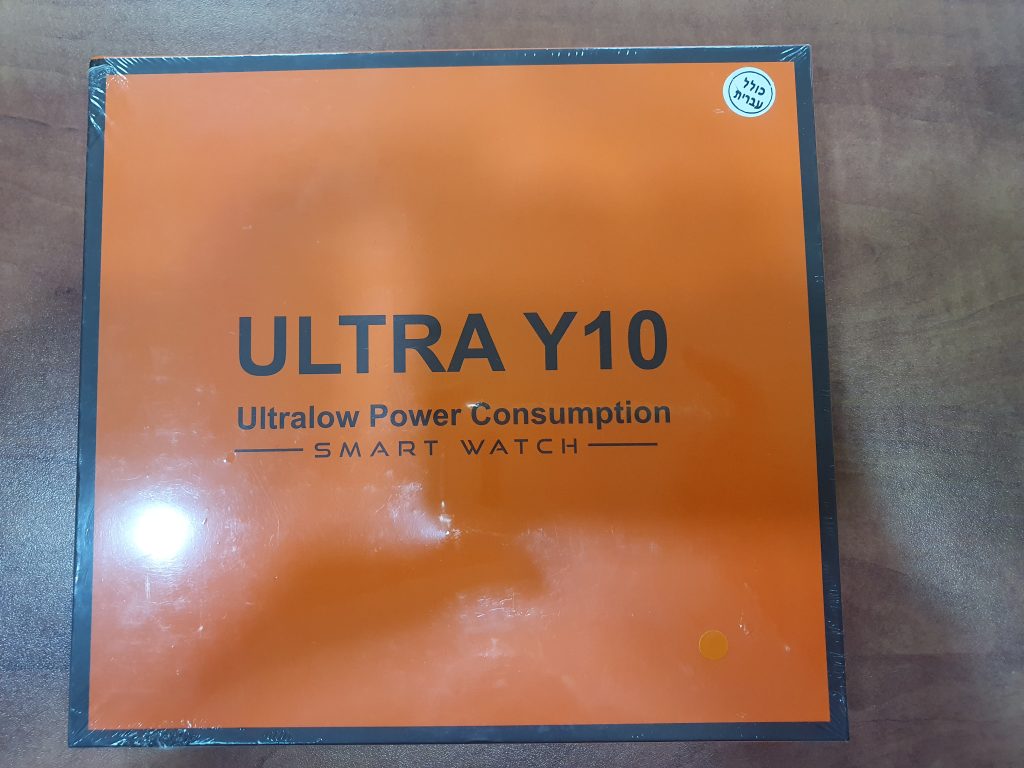 כולל
עברית
ULTRA Y10
Ultralow Power Consumption
SMART WATCH